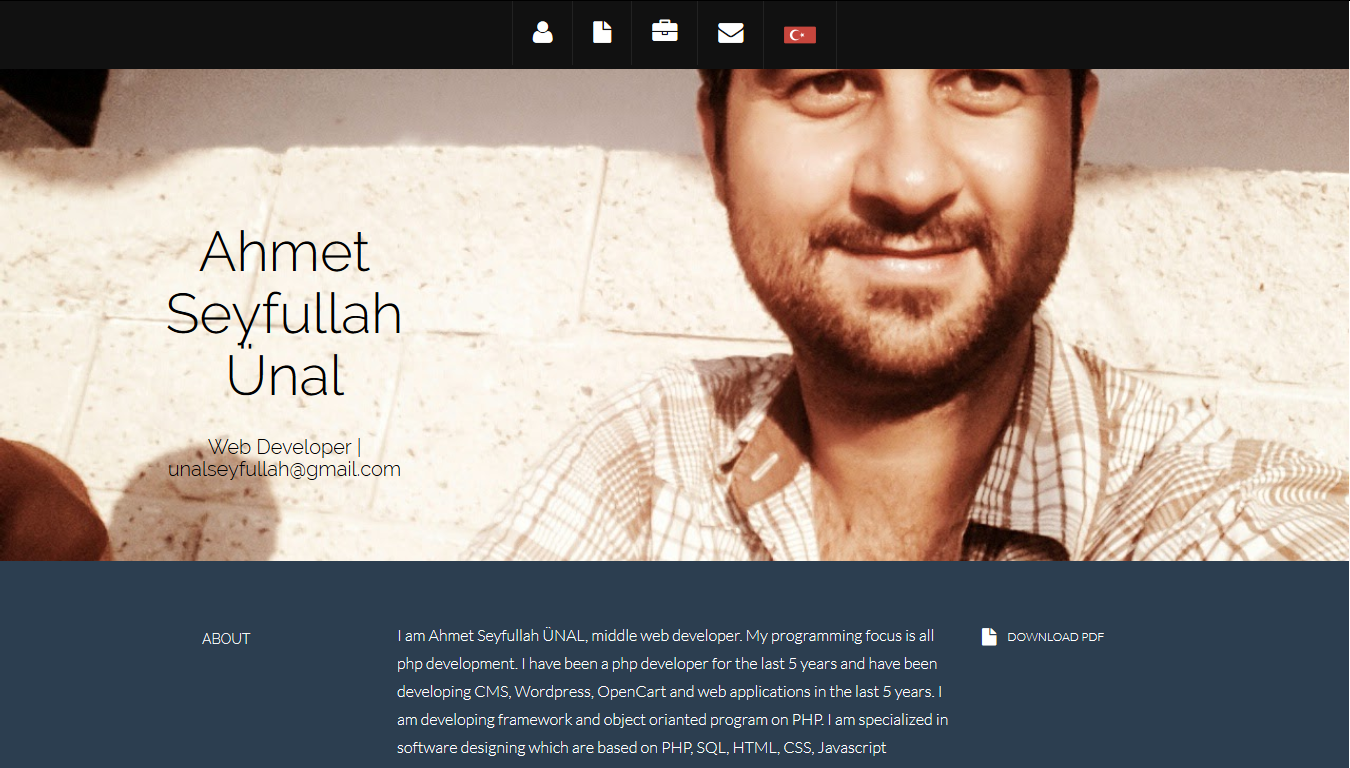 Ahmet
Seyfullah
Ünal
Web Developer |
unalseyfullah@gmail.com
ABOUT
I am Ahmet Seyfullah ÜNAL, middle web developer. My programming focus is all
php development. I have been a php developer for the last 5 years and have been
developing CMS, Wordpress, OpenCart and web applications in the last 5 years. I
am developing framework and object orianted program on PHP. I am specialized in
software designing which are based on PHP, SQL, HTML, CSS, Javascript
DOWNLOAD PDF